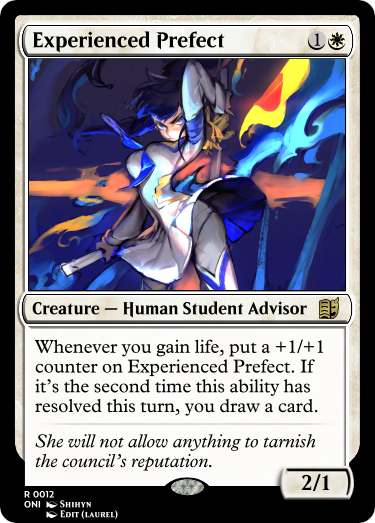 Experienced Prefect 1
Creature — Human Student Advisor
Whenever you gain life, put a +1/+1
counter on Experienced Prefect. If
it's the second time this ability has
resolved this turn, you draw a card.
She will not allow anything to tarnish
the council's reputation.
2/1
R 0012
ONI Shihyn
Edit (Laurel)